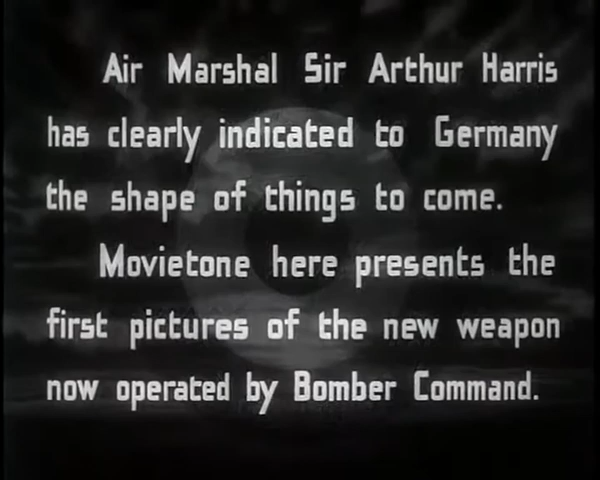 Air Marshal Sir Arthur Harris
has clearly indicated to Germany
the shape of things to come.
Movietone here presents the
first pictures of the new weapon
now operated by Bomber Command.